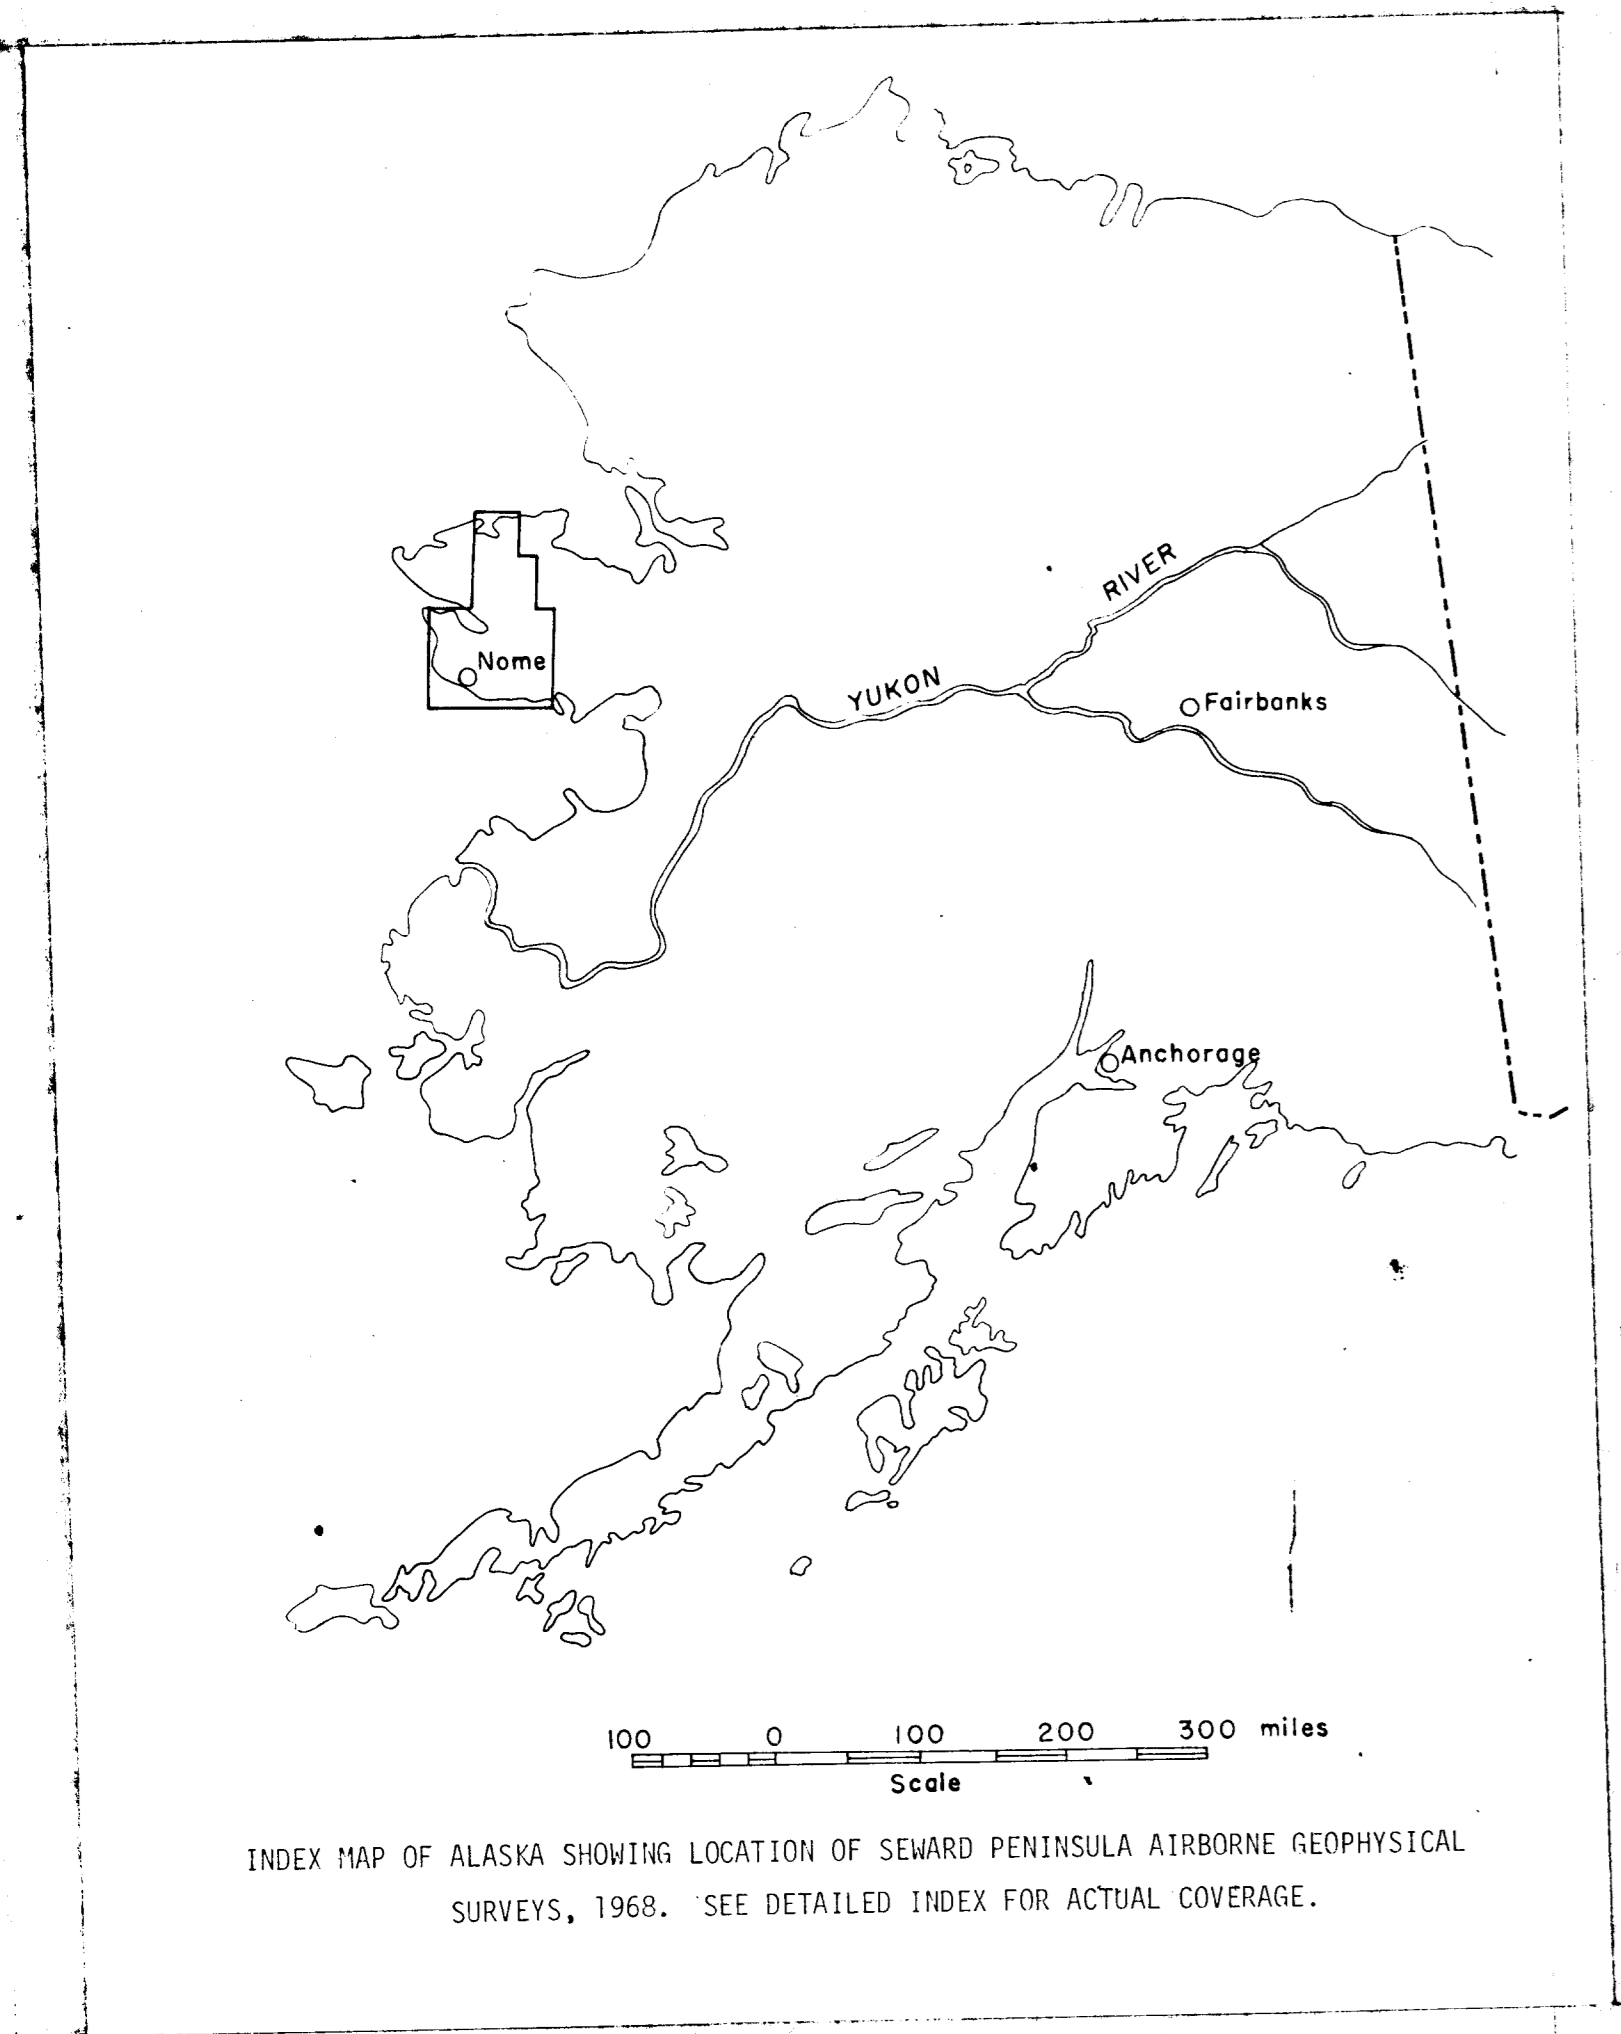 RIVER
Nome
YUKON
Fairbanks
Anchorage
100 0 100 200 300 miles
Scale
INDEX MAP OF ALASKA SHOWING LOCATION OF SEWARD PENINSULA AIRBORNE GEOPHYSICAL
SURVEYS, 1968. SEE DETAILED INDEX FOR ACTUAL COVERAGE.